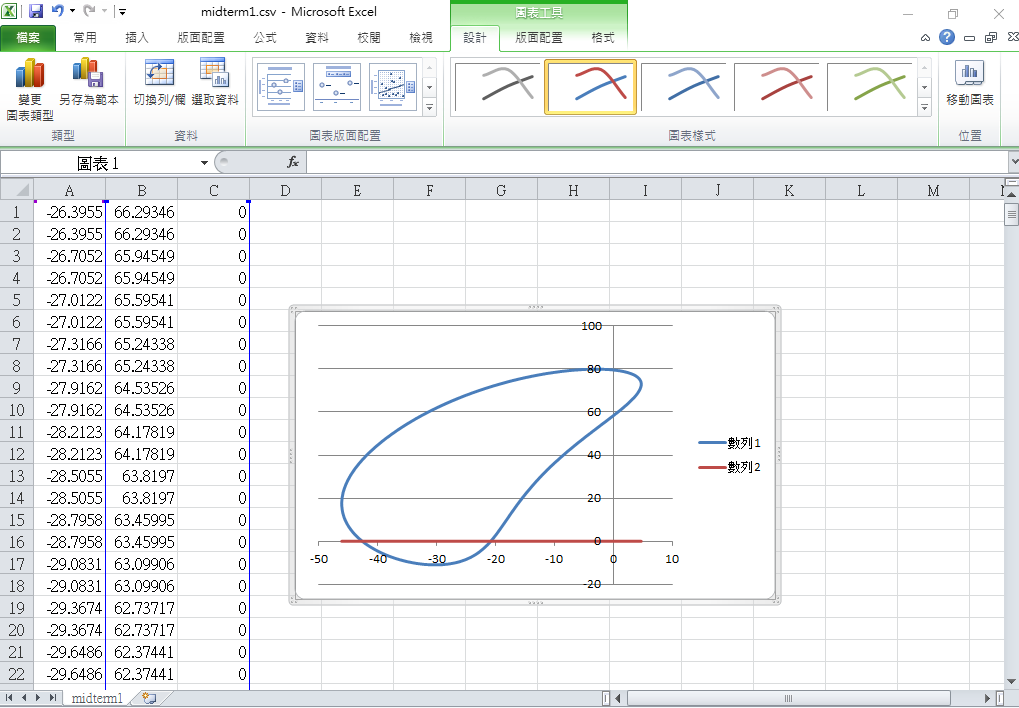 midterm1.csv - Microsoft Excel
圖表工具
檔案 常用 插入 版面配置 公式 資料 校閱 檢視 設計 版面配置 格式
變更 另存為範本 切換列/欄 選取資料 移動圖表
圖表類型
類型 資料 圖表版面配置 圖表樣式 位置
圖表 1 fx
A B C D E F G H I J K L M
1 -26.3955 66.29346 0
2 -26.3955 66.29346 0
3 -26.7052 65.94549 0
4 -26.7052 65.94549 0
5 -27.0122 65.59541 0
6 -27.0122 65.59541 0
7 -27.3166 65.24338 0
8 -27.3166 65.24338 0
9 -27.9162 64.53526 0
10 -27.9162 64.53526 0
11 -28.2123 64.17819 0
12 -28.2123 64.17819 0
13 -28.5055 63.8197 0
14 -28.5055 63.8197 0
15 -28.7958 63.45995 0
16 -28.7958 63.45995 0
17 -29.0831 63.09906 0
18 -29.0831 63.09906 0
19 -29.3674 62.73717 0
20 -29.3674 62.73717 0
21 -29.6486 62.37441 0
22 -29.6486 62.37441 0
100
80
60
40
20
0
-20
-50 -40 -30 -20 -10 0 10
數列1
數列2
midterm1